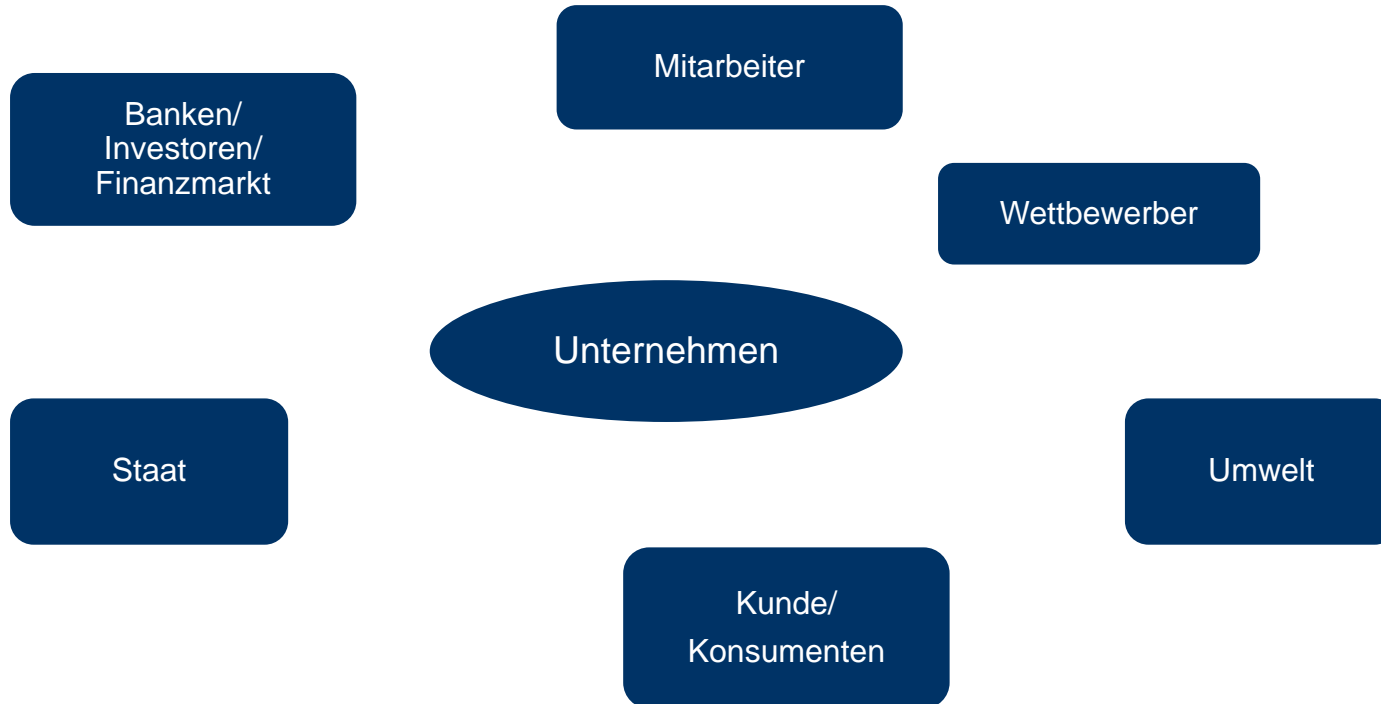 Mitarbeiter
Banken/
Investoren/
Finanzmarkt
Wettbewerber
Unternehmen
Staat
Umwelt
Kunde/
Konsumenten